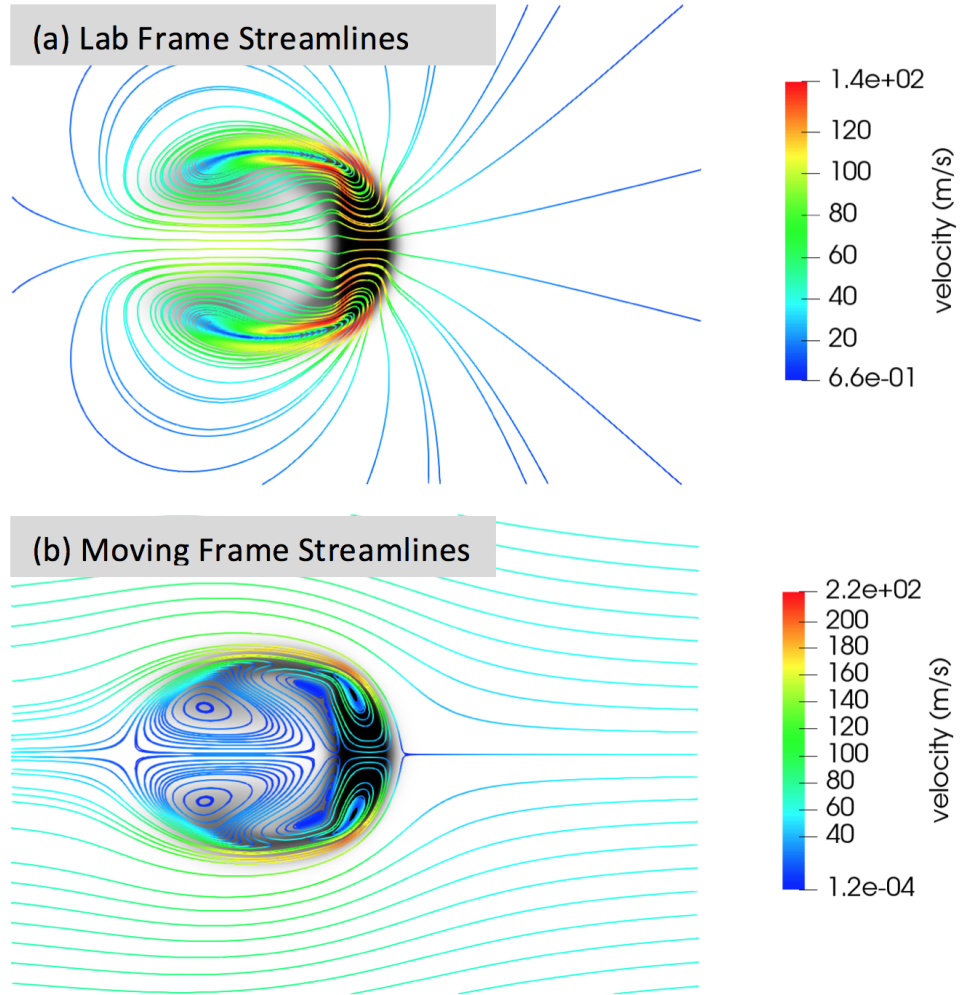 (a) Lab Frame Streamlines
1.4e+02
120
100
80
60
40
20
6.6e-01
velocity (m/s)
(b) Moving Frame Streamlines
2.2e+02
200
180
160
140
120
100
80
60
40
1.2e-04
velocity (m/s)